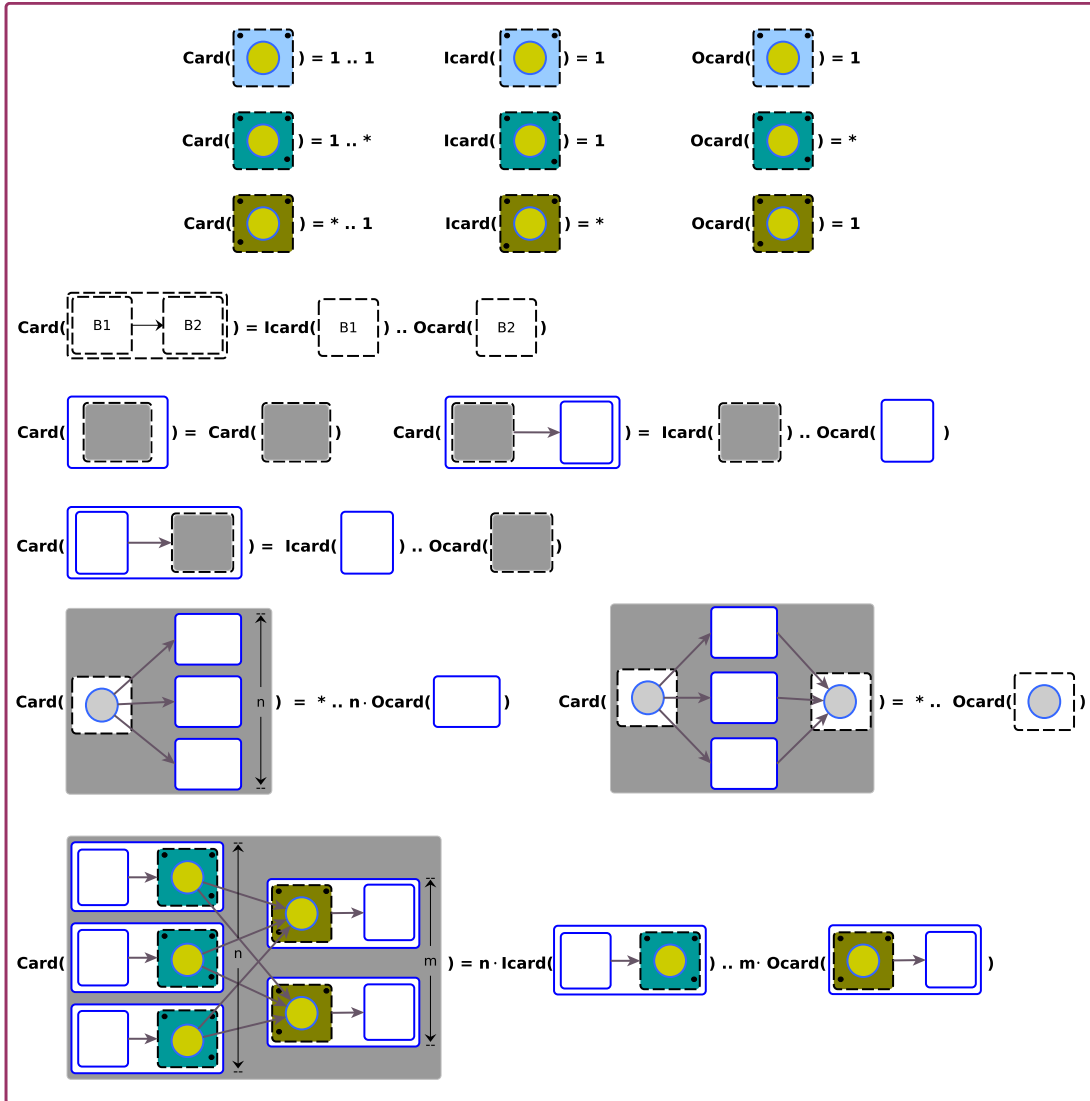 Card( ) = 1 .. 1 Icard( ) = 1 Ocard( ) = 1
Card( ) = 1 .. * Icard( ) = 1 Ocard( ) = *
Card( ) = * .. 1 Icard( ) = * Ocard( ) = 1
Card( B1 B2 ) = Icard( B1 ) .. Ocard( B2 )
Card( ) = Card( ) Card( ) = Icard( ) .. Ocard( )
Card( ) = Icard( ) .. Ocard( )
Card( n ) = * .. n· Ocard( ) Card( ) = * .. Ocard( )
Card( n m ) = n· Icard( ) .. m· Ocard( )